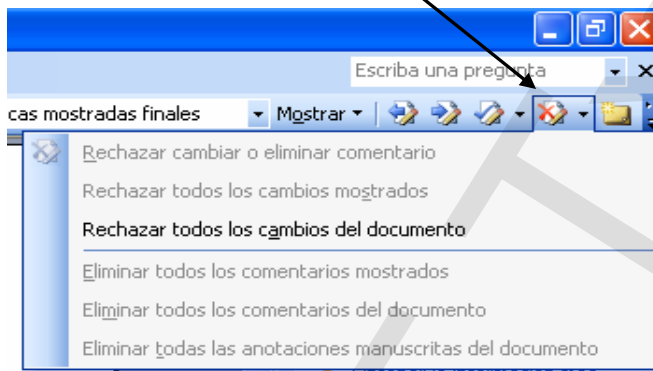 Escriba una pregunta
cas mostradas finales Mostrar
Rechazar cambiar o eliminar comentario
Rechazar todos los cambios mostrados
Rechazar todos los cambios del documento
Eliminar todos los comentarios mostrados
Eliminar todos los comentarios del documento
Eliminar todas las anotaciones manuscritas del documento